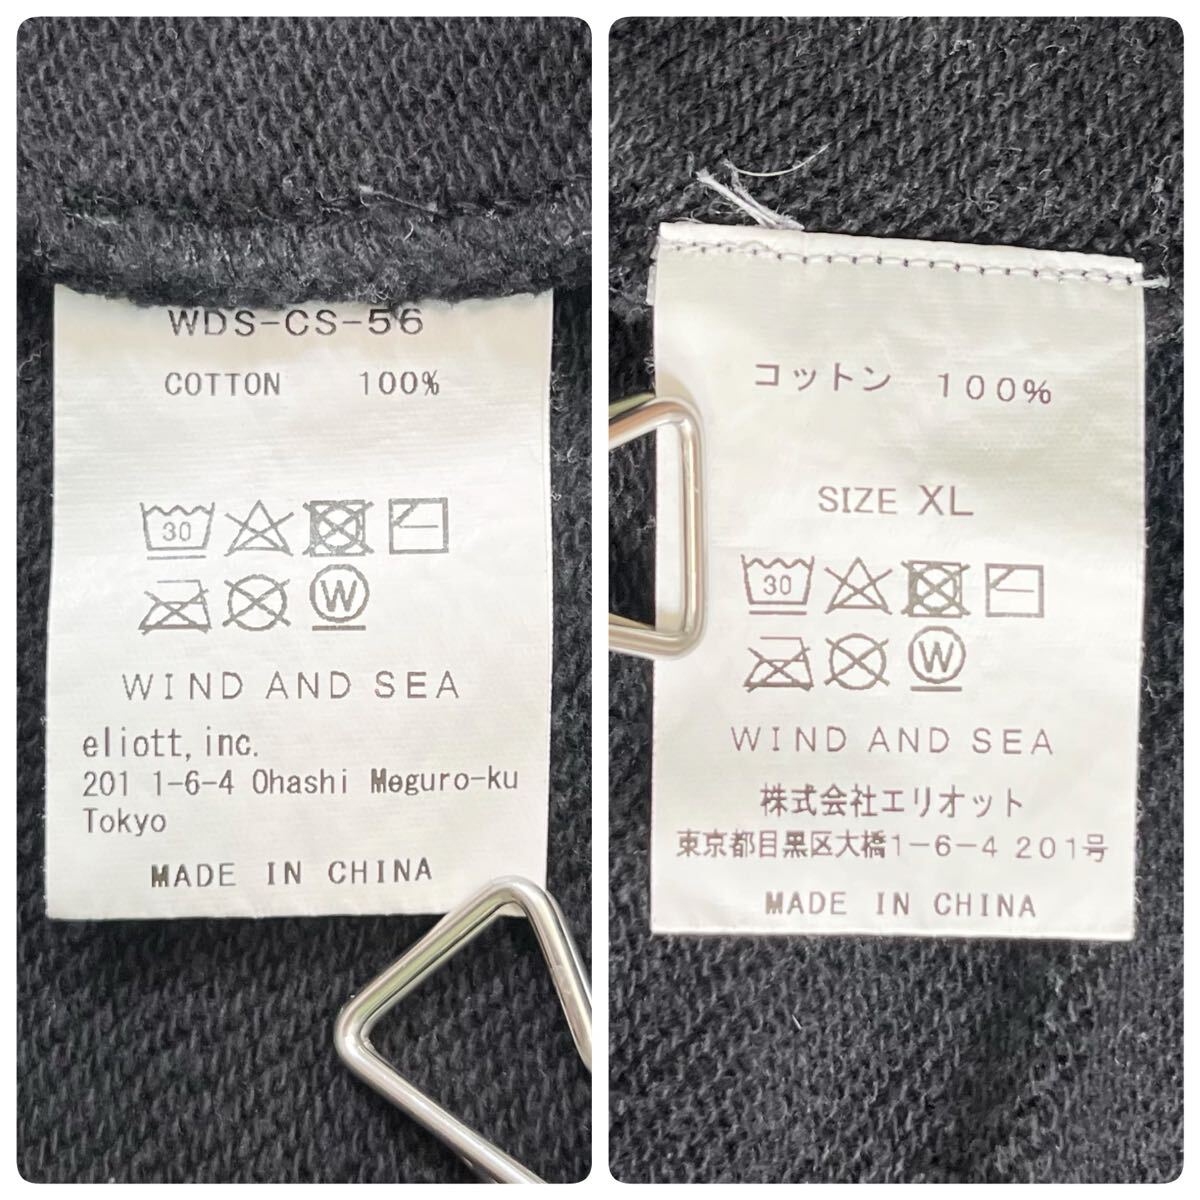 WDS-CS-56
COTTON 100%
30
W
WIND AND SEA
eliott, inc.
201 1-6-4 Ohashi Meguro-ku
Tokyo
MADE IN CHINA
コットン 100%
SIZE XL
30
W
WIND AND SEA
株式会社エリオット
東京都目黒区大橋1-6-4 201号
MADE IN CHINA